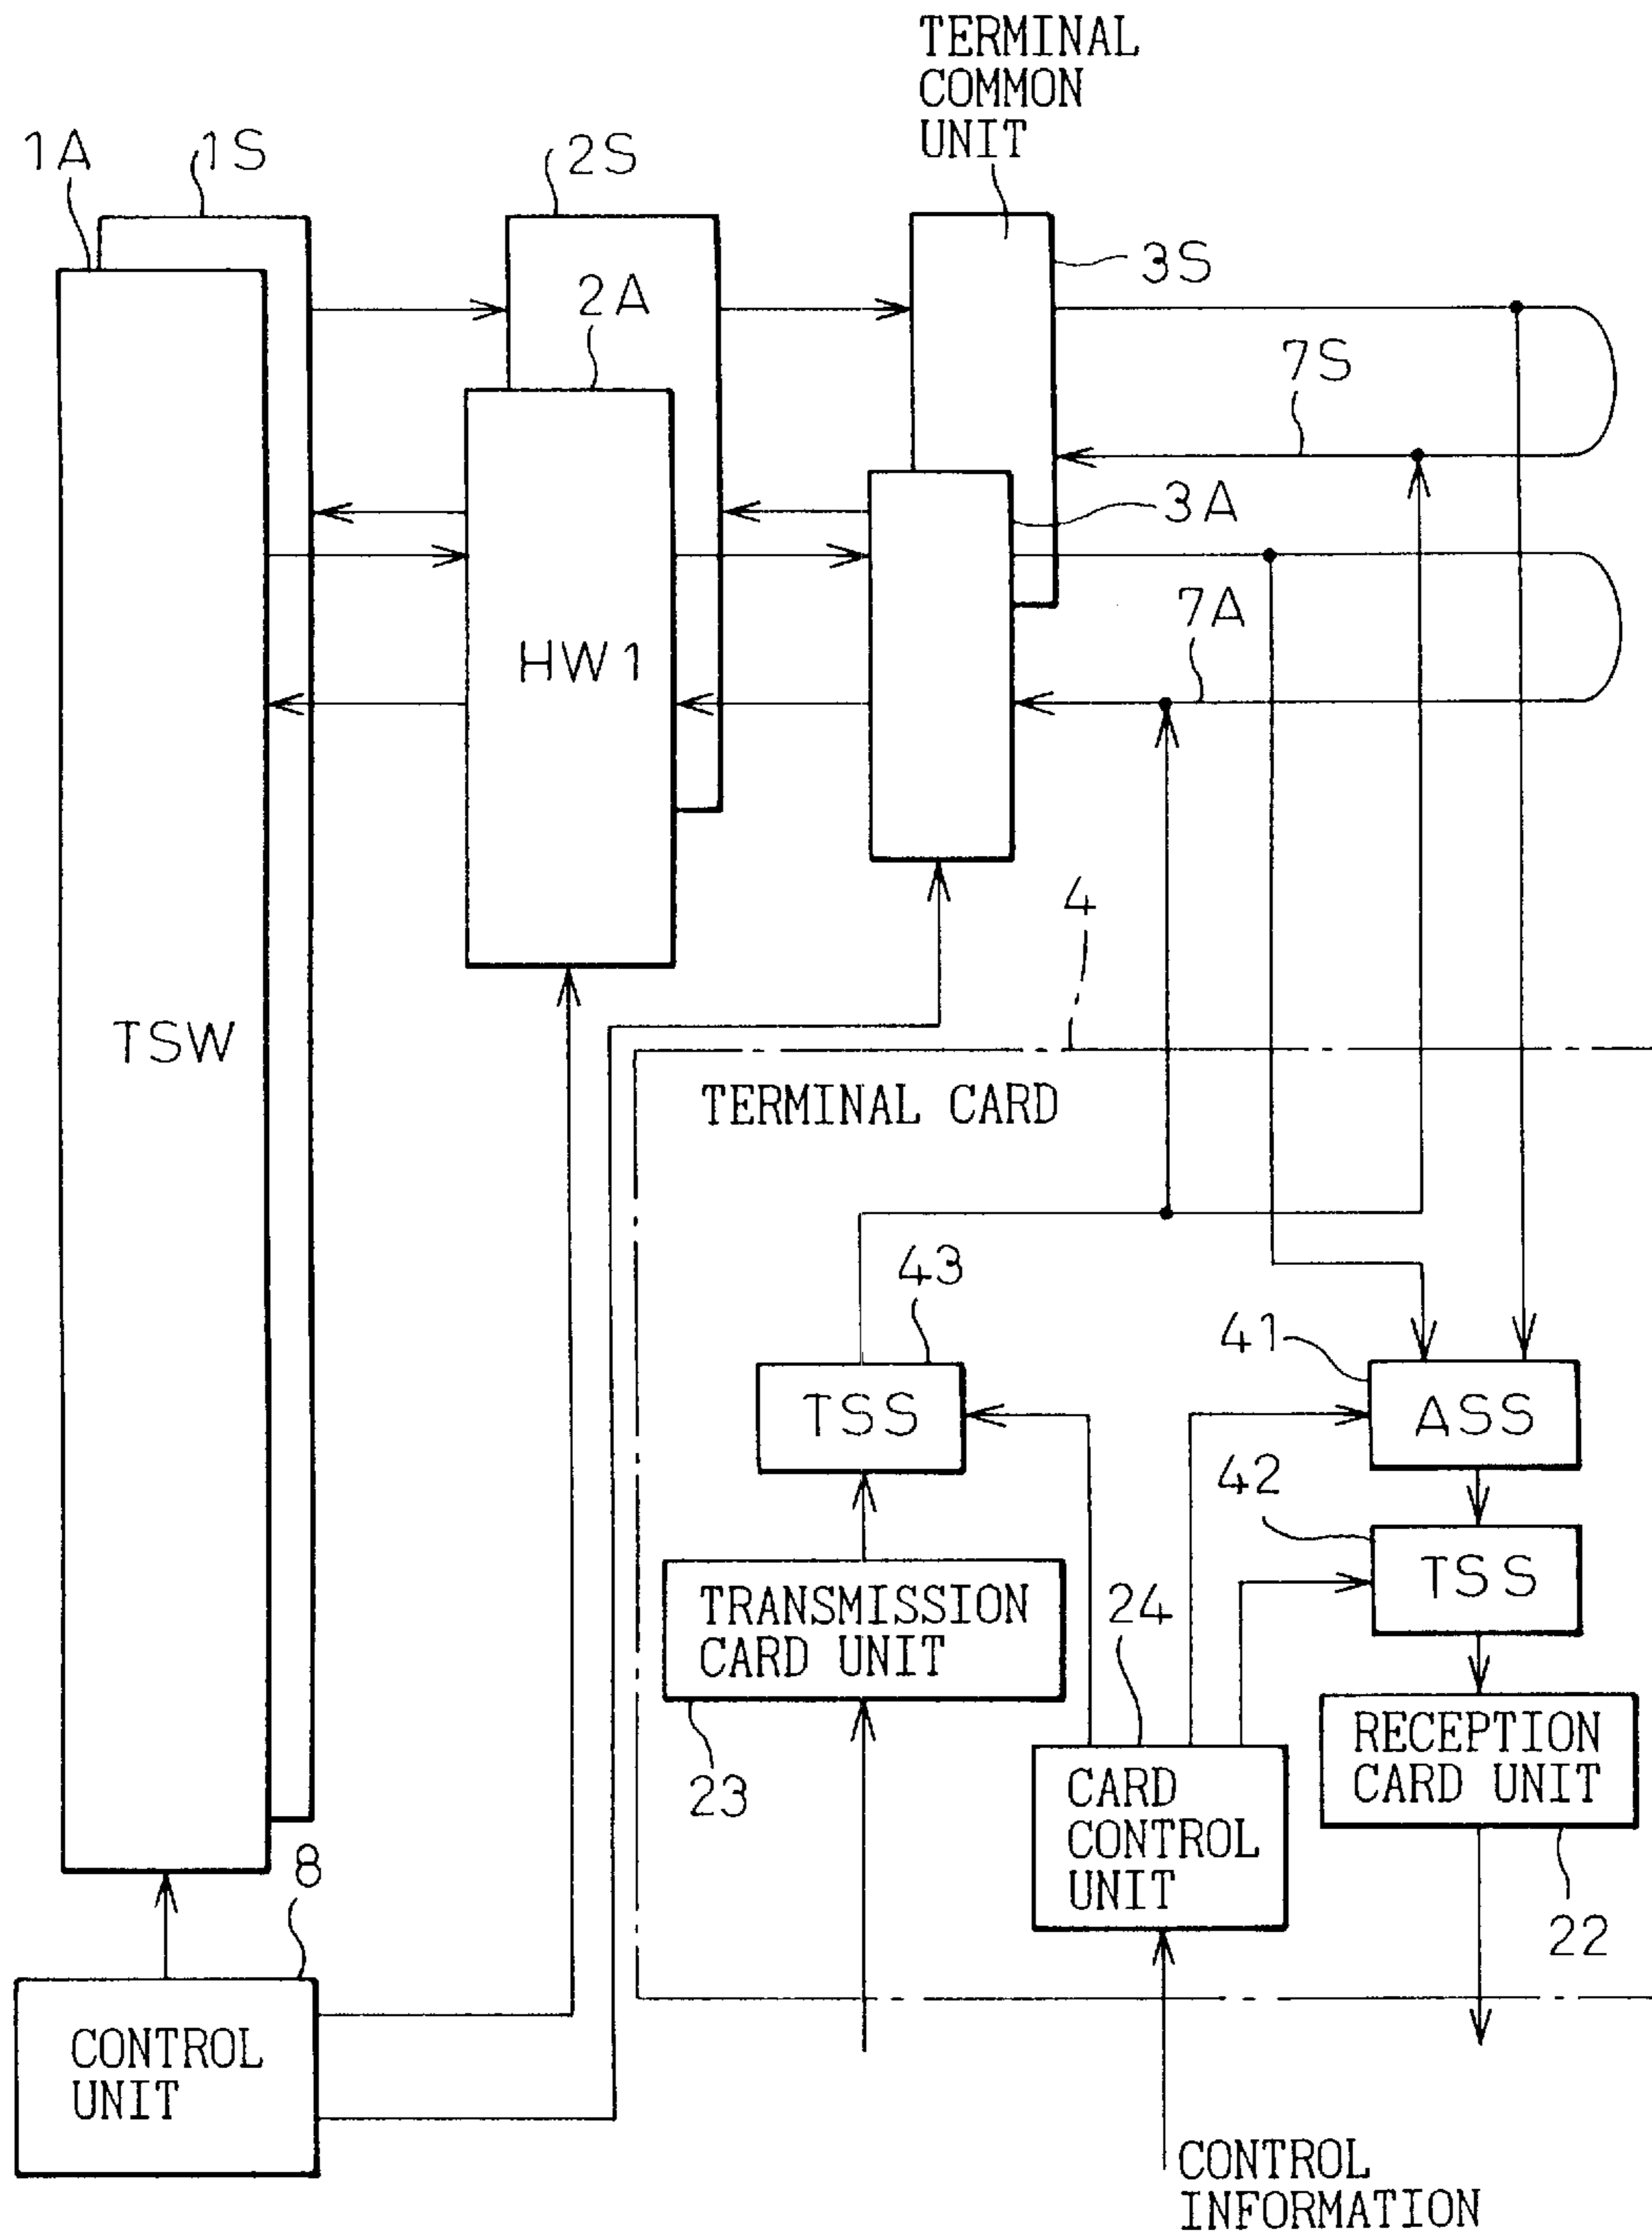 TERMINAL
COMMON
UNIT
1A
1S
2S
3S
2A
7S
3A
7A
HW1
4
TSW
TERMINAL CARD
43
41
TSS
ASS
42
TSS
24
TRANSMISSION
CARD UNIT
23
RECEPTION
CARD UNIT
CARD
CONTROL
UNIT
8
22
CONTROL
UNIT
CONTROL
INFORMATION